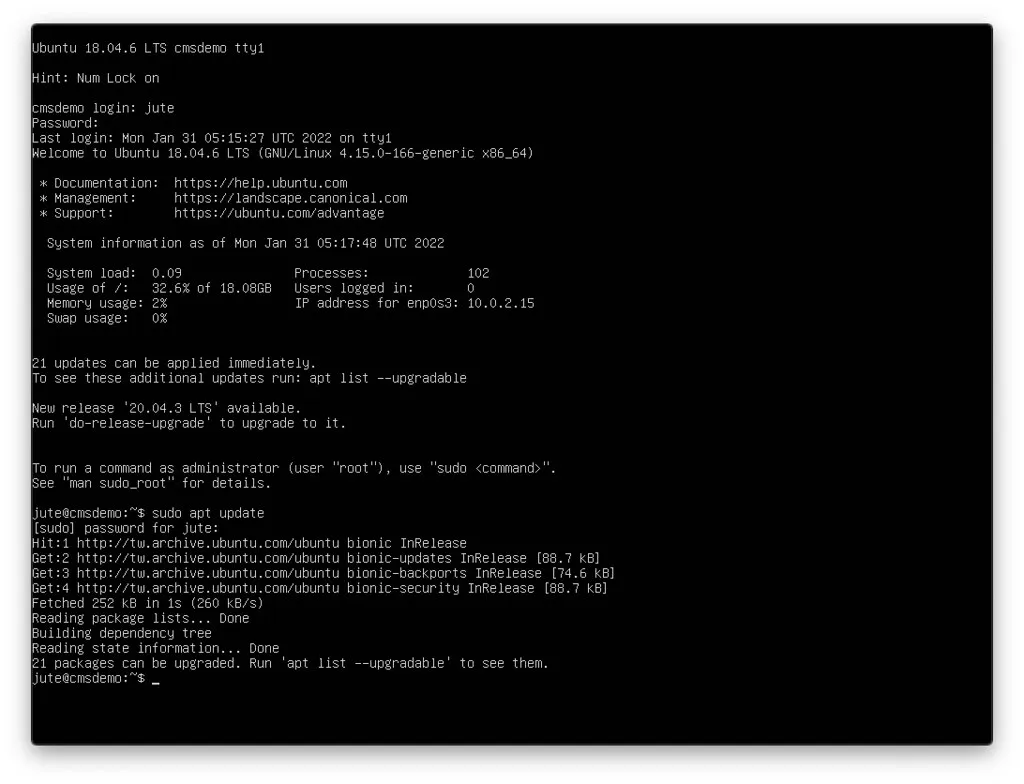 Ubuntu 18.04.6 LTS cmsdemo tty1
Hint: Num Lock on
cmsdemo login: jute
Password:
Last login: Mon Jan 31 05:15:27 UTC 2022 on tty1
Welcome to Ubuntu 18.04.6 LTS (GNU/Linux 4.15.0-166-generic x86_64)
* Documentation:  https://help.ubuntu.com
* Management:     https://landscape.canonical.com
* Support:        https://ubuntu.com/advantage
System information as of Mon Jan 31 05:17:48 UTC 2022
System load:  0.09               Processes:             102
Usage of /:   32.6% of 18.08GB   Users logged in:       0
Memory usage: 2%                 IP address for enp0s3: 10.0.2.15
Swap usage:   0%
21 updates can be applied immediately.
To see these additional updates run: apt list --upgradable
New release '20.04.3 LTS' available.
Run 'do-release-upgrade' to upgrade to it.
To run a command as administrator (user "root"), use "sudo <command>".
See "man sudo_root" for details.
jute@cmsdemo:~$ sudo apt update
[sudo] password for jute:
Hit:1 http://tw.archive.ubuntu.com/ubuntu bionic InRelease
Get:2 http://tw.archive.ubuntu.com/ubuntu bionic-updates InRelease [88.7 kB]
Get:3 http://tw.archive.ubuntu.com/ubuntu bionic-backports InRelease [74.6 kB]
Get:4 http://tw.archive.ubuntu.com/ubuntu bionic-security InRelease [88.7 kB]
Fetched 252 kB in 1s (260 kB/s)
Reading package lists... Done
Building dependency tree
Reading state information... Done
21 packages can be upgraded. Run 'apt list --upgradable' to see them.
jute@cmsdemo:~$ _